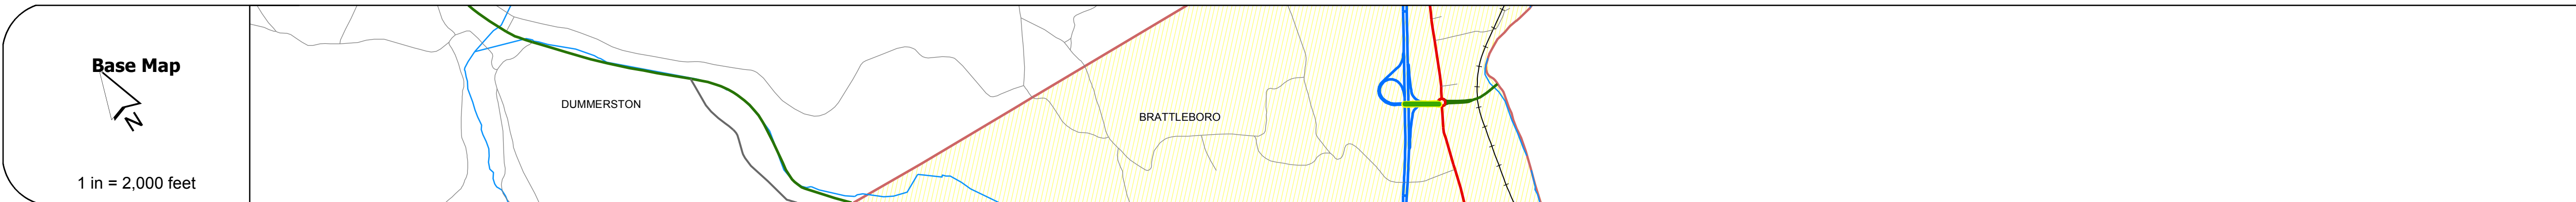 Base Map
N
1 in = 2,000 feet
DUMMERSTON
BRATTLEBORO